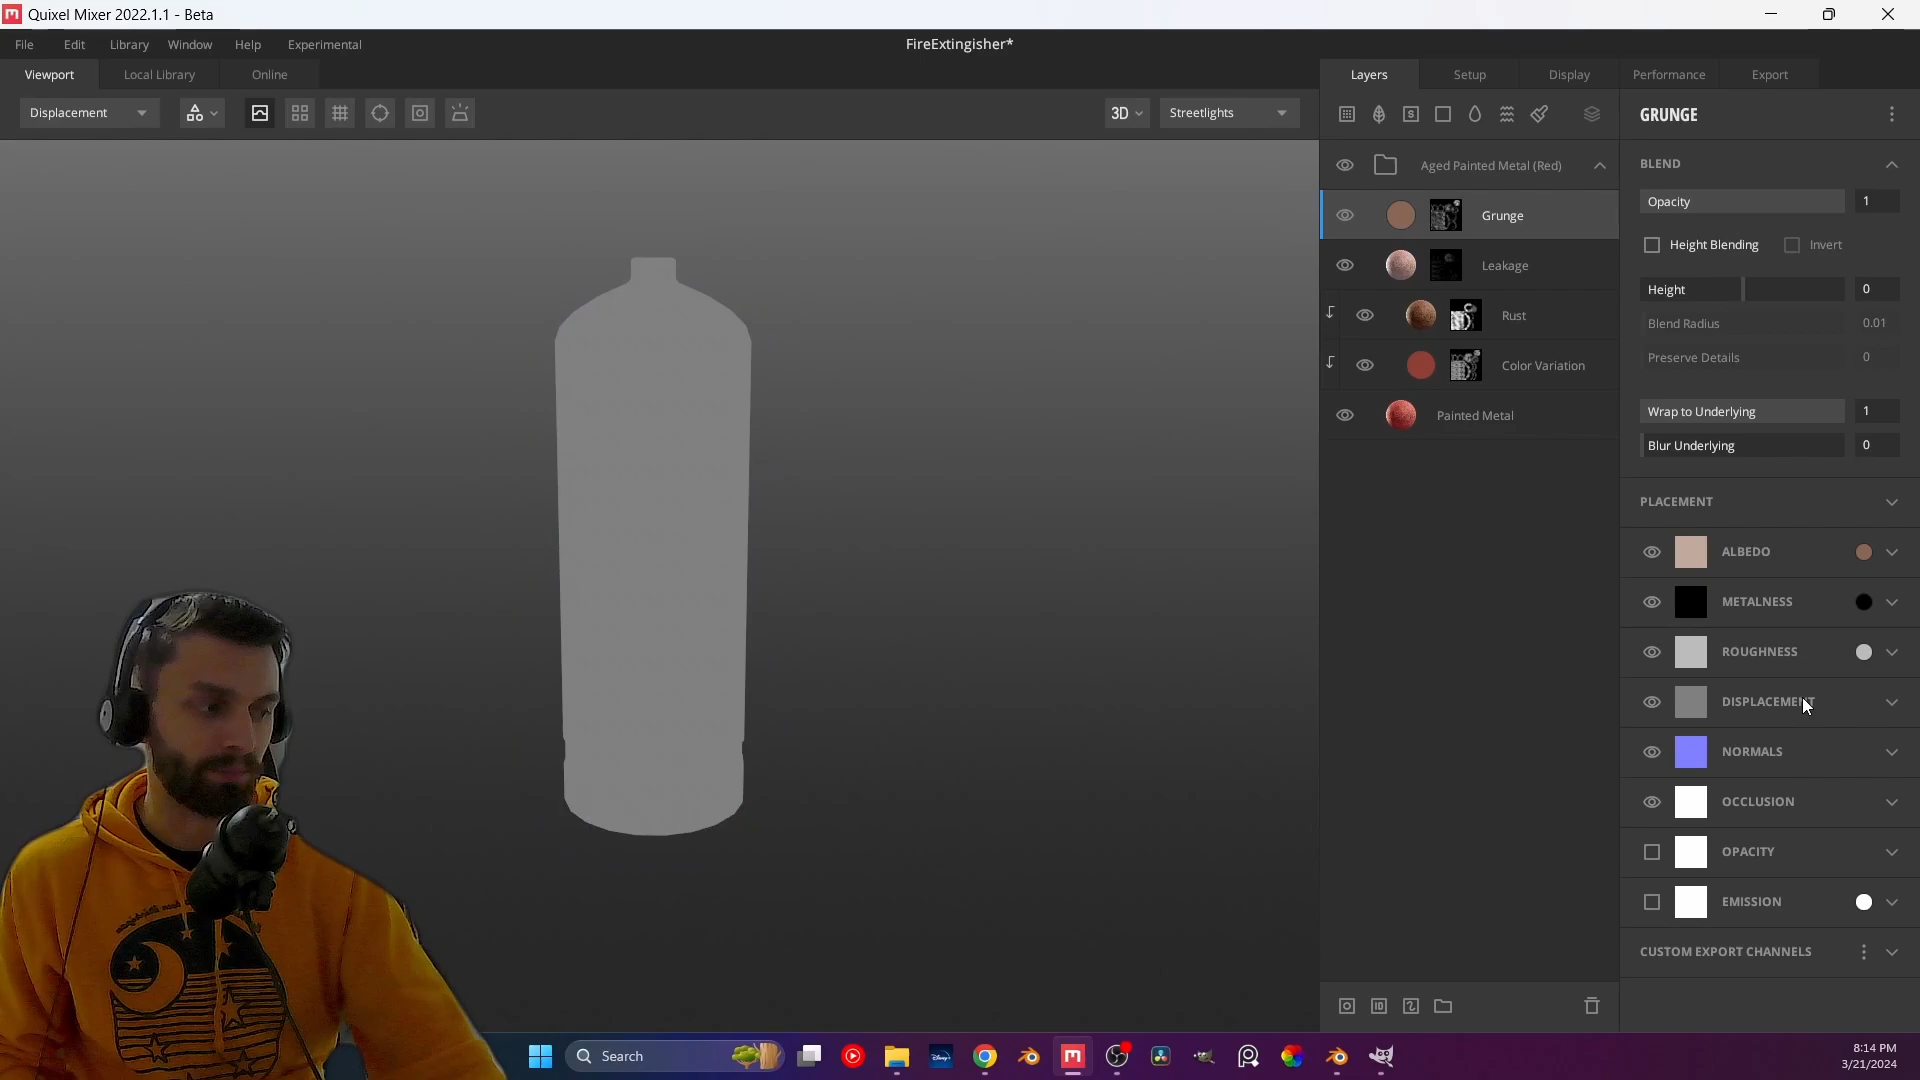 Quixel Mixer 2022.1.1 - Beta
File Edit Library Window Help Experimental
FireExtingisher*
Viewport Local Library Online
Layers Setup Display Performance Export
Displacement
3D Streetlights
GRUNGE
Aged Painted Metal (Red)
Grunge
Leakage
Rust
Color Variation
Painted Metal
BLEND
Opacity 1
Height Blending Invert
Height 0
Blend Radius 0.01
Preserve Details 0
Wrap to Underlying 1
Blur Underlying 0
PLACEMENT
ALBEDO
METALNESS
ROUGHNESS
DISPLACEMENT
NORMALS
OCCLUSION
OPACITY
EMISSION
CUSTOM EXPORT CHANNELS
Search
8:14 PM
3/21/2024